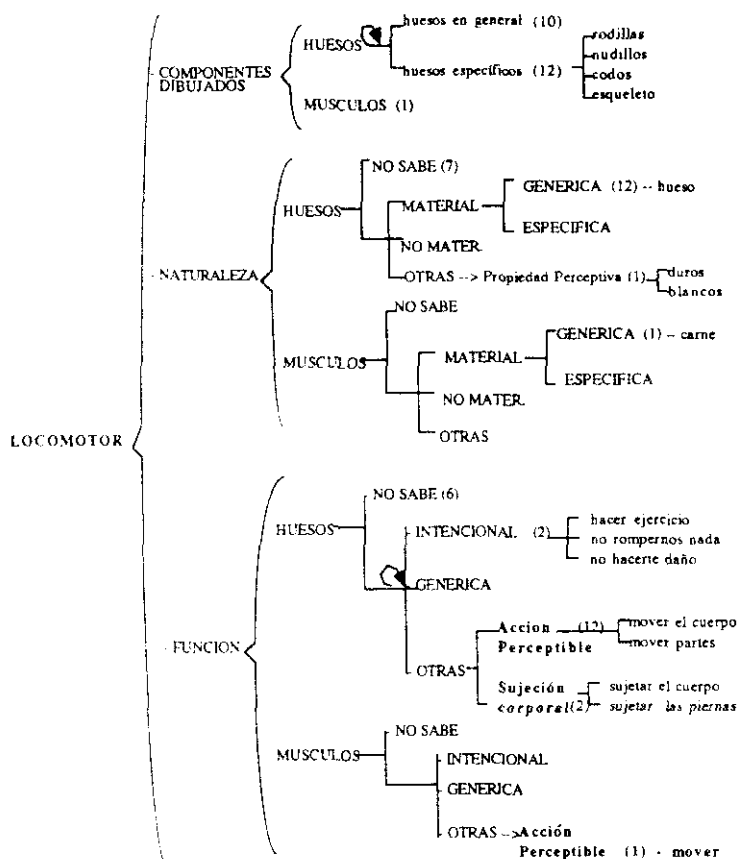 huesos en general (10)
HUESOS
rodillas
nudillos
huesos específicos (12)
codos
esqueleto
COMPONENTES
DIBUJADOS
MUSCULOS (1)
NO SABE (7)
GENERICA (12) -- hueso
HUESOS
MATERIAL
ESPECIFICA
NO MATER.
NATURALEZA
OTRAS --> Propiedad Perceptiva (1)
duros
blancos
NO SABE
GENERICA (1) -- carne
MUSCULOS
MATERIAL
ESPECIFICA
NO MATER.
OTRAS
LOCOMOTOR
NO SABE (6)
HUESOS
INTENCIONAL (2)
hacer ejercicio
no rompernos nada
no hacerte daño
GENERICA
FUNCION
OTRAS
Accion (12)
Perceptible
mover el cuerpo
mover partes
Sujeción
corporal (2)
sujetar el cuerpo
sujetar las piernas
NO SABE
MUSCULOS
INTENCIONAL
GENERICA
OTRAS --> Acción
Perceptible (1) - mover